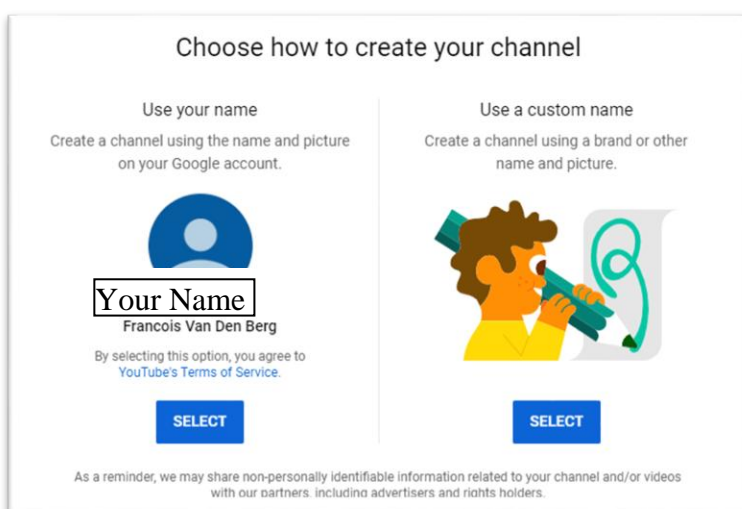 Choose how to create your channel
Use your name
Create a channel using the name and picture
on your Google account.
Your Name
Francois Van Den Berg
By selecting this option, you agree to
YouTube's Terms of Service.
SELECT
Use a custom name
Create a channel using a brand or other
name and picture.
SELECT
As a reminder, we may share non-personally identifiable information related to your channel and/or videos
with our partners, including advertisers and rights holders.